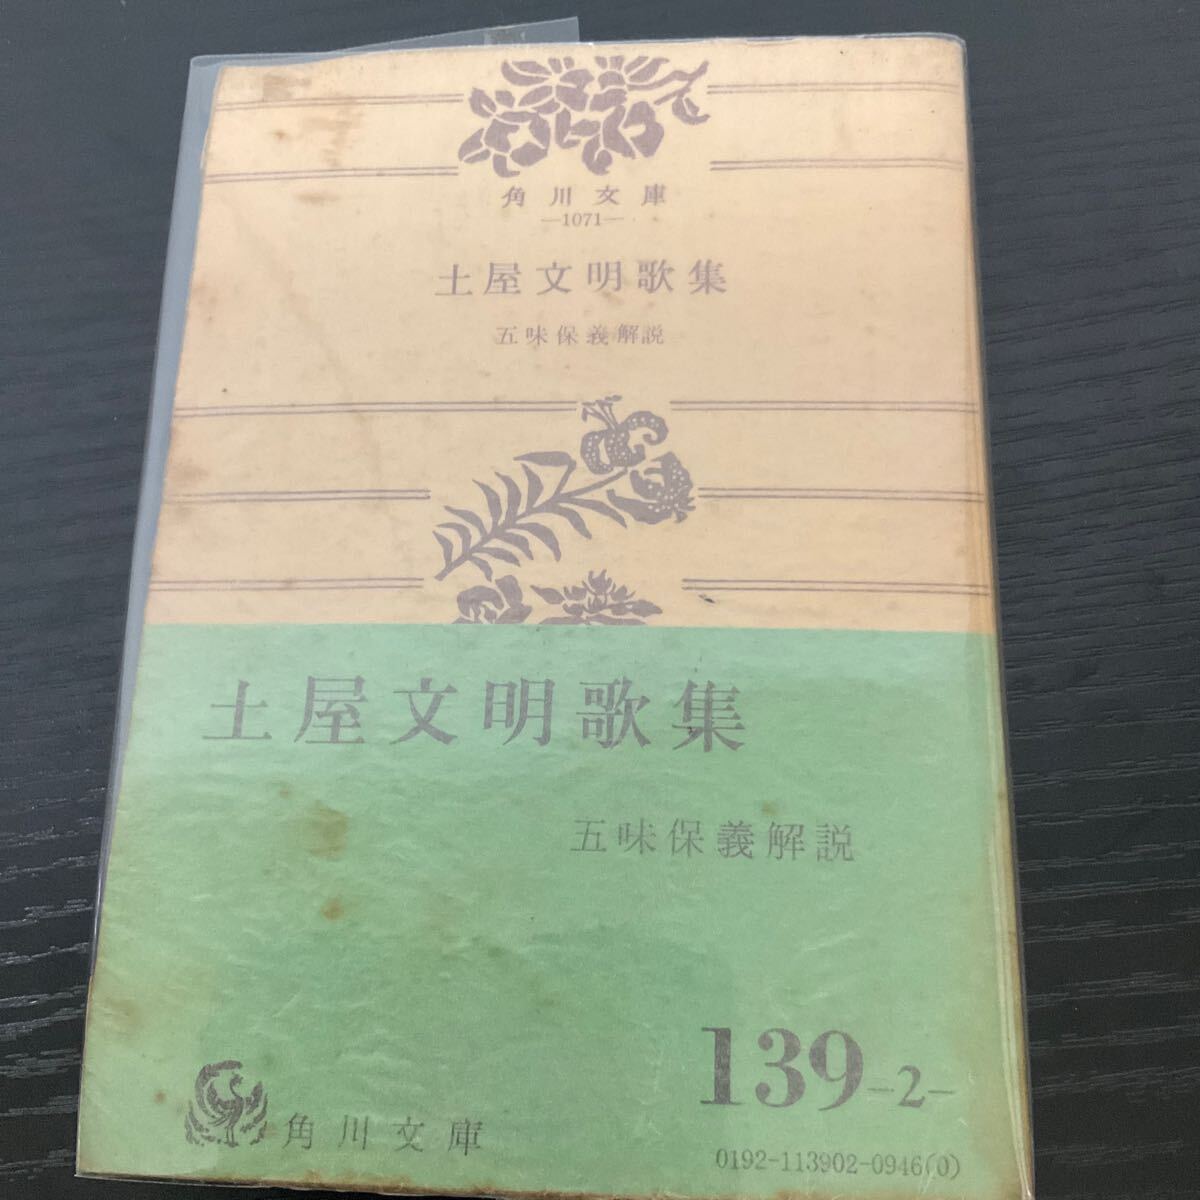 角川文庫
—1071—
土屋文明歌集
五味保義解説
土屋文明歌集
五味保義解説
139-2-
角川文庫
0192-113902-0946(0)